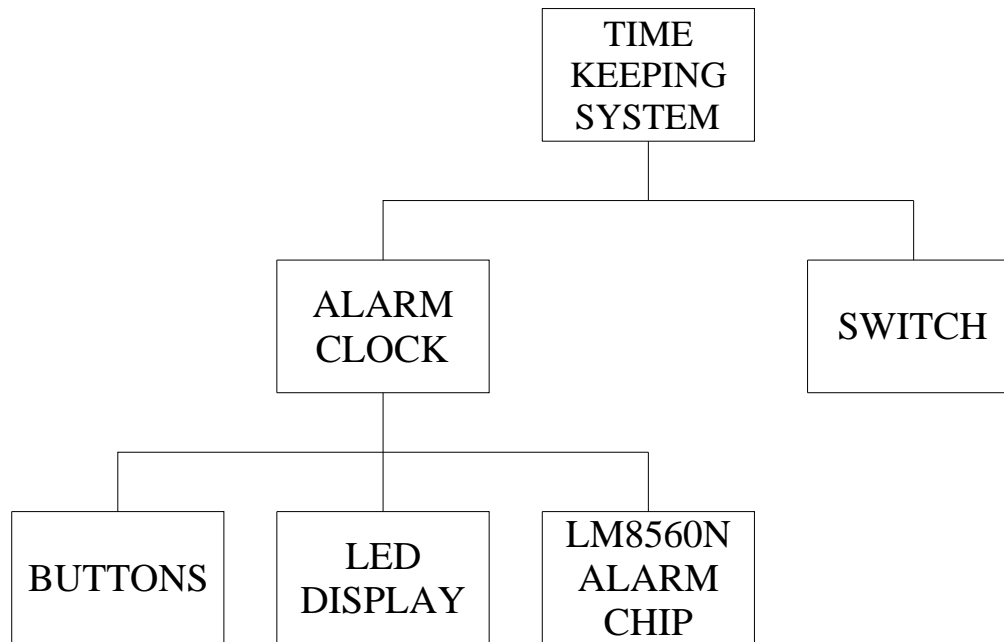 TIME
KEEPING
SYSTEM
ALARM
CLOCK
SWITCH
BUTTONS
LED
DISPLAY
LM8560N
ALARM
CHIP